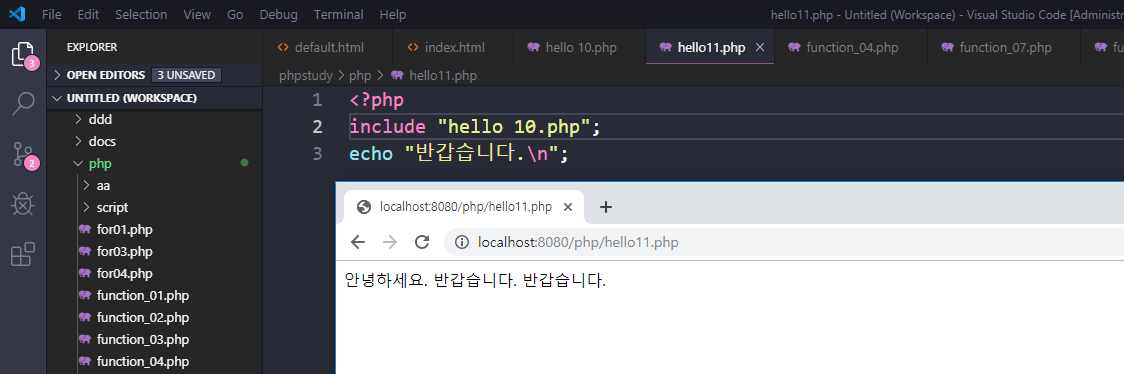 File Edit Selection View Go Debug Terminal Help hello11.php - Untitled (Workspace) - Visual Studio Code [Administr
EXPLORER
default.html index.html hello 10.php hello11.php function_04.php function_07.php fu
OPEN EDITORS 3 UNSAVED
phpstudy > php > hello11.php
UNTITLED (WORKSPACE)
ddd
docs
php
aa
script
for01.php
for03.php
for04.php
function_01.php
function_02.php
function_03.php
function_04.php
3
2
1 <?php
2 include "hello 10.php";
3 echo "반갑습니다.\n";
localhost:8080/php/hello11.php
localhost:8080/php/hello11.php
안녕하세요. 반갑습니다. 반갑습니다.